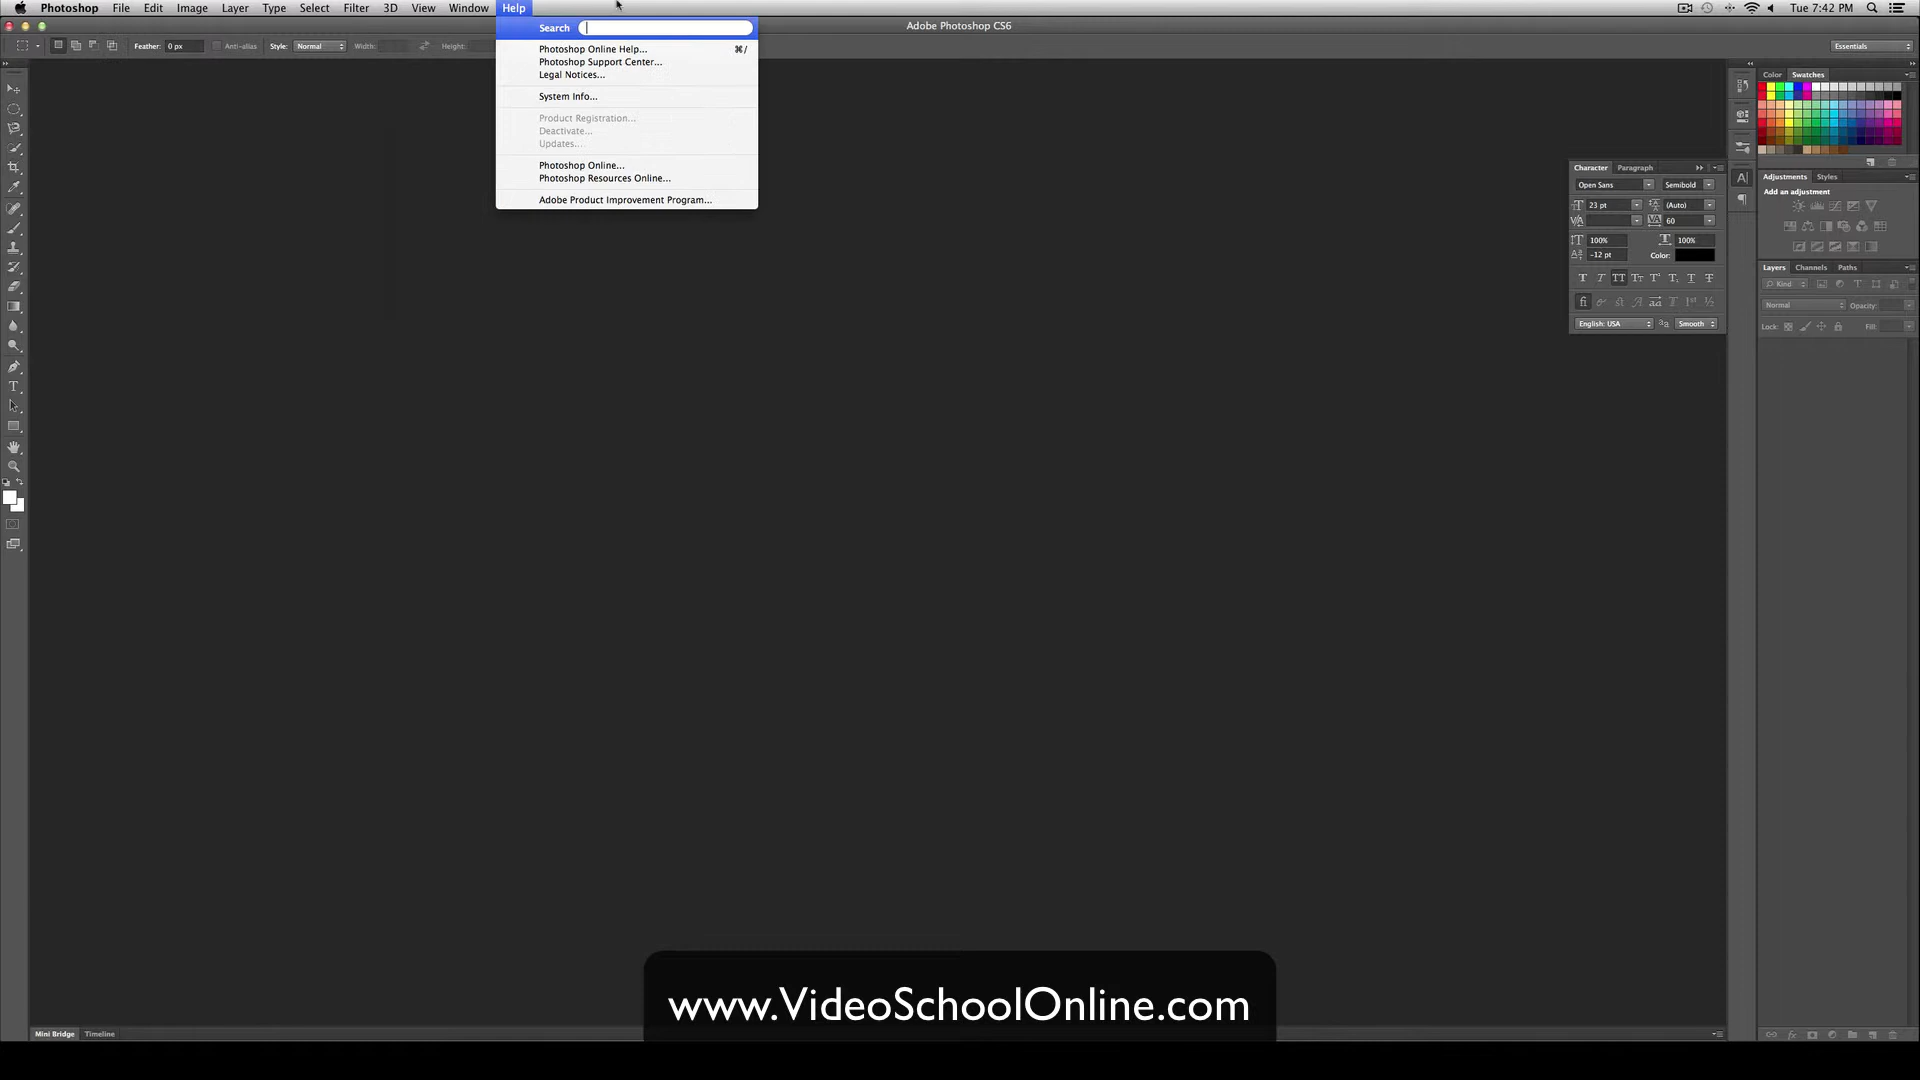 Photoshop File Edit Image Layer Type Select Filter 3D View Window Help Tue 7:42 PM
Adobe Photoshop CS6
Feather: 0 px Anti-alias Style: Normal Width: Height: Essentials
Search
Photoshop Online Help... ⌘/
Photoshop Support Center...
Legal Notices...
System Info...
Product Registration...
Deactivate...
Updates...
Photoshop Online...
Photoshop Resources Online...
Adobe Product Improvement Program...
Color Swatches
Character Paragraph
Open Sans Semibold
23 pt (Auto)
60
100% 100%
-12 pt Color:
English: USA Smooth
Adjustments Styles
Add an adjustment
Layers Channels Paths
Kind
Normal Opacity:
Lock: Fill:
www.VideoSchoolOnline.com
Mini Bridge Timeline